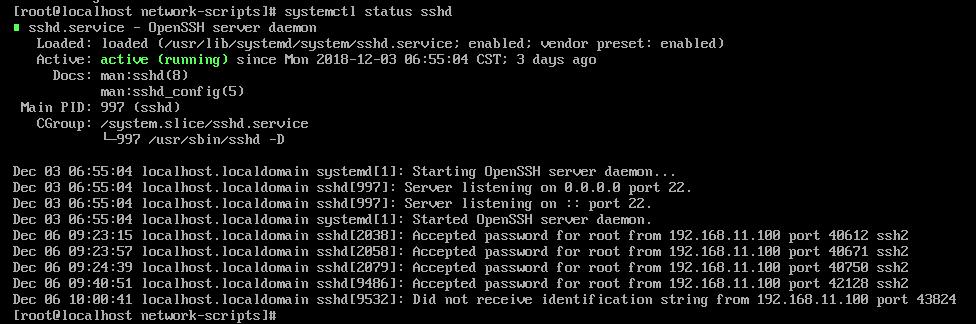 [root@localhost network-scripts]# systemctl status sshd
sshd.service - OpenSSH server daemon
Loaded: loaded (/usr/lib/systemd/system/sshd.service; enabled; vendor preset: enabled)
Active: active (running) since Mon 2018-12-03 06:55:04 CST; 3 days ago
Docs: man:sshd(8)
man:sshd_config(5)
Main PID: 997 (sshd)
CGroup: /system.slice/sshd.service
└─997 /usr/sbin/sshd -D
Dec 03 06:55:04 localhost.localdomain systemd[1]: Starting OpenSSH server daemon...
Dec 03 06:55:04 localhost.localdomain sshd[997]: Server listening on 0.0.0.0 port 22.
Dec 03 06:55:04 localhost.localdomain sshd[997]: Server listening on :: port 22.
Dec 03 06:55:04 localhost.localdomain systemd[1]: Started OpenSSH server daemon.
Dec 06 09:23:15 localhost.localdomain sshd[2038]: Accepted password for root from 192.168.11.100 port 40612 ssh2
Dec 06 09:23:57 localhost.localdomain sshd[2058]: Accepted password for root from 192.168.11.100 port 40671 ssh2
Dec 06 09:24:39 localhost.localdomain sshd[2079]: Accepted password for root from 192.168.11.100 port 40750 ssh2
Dec 06 09:40:51 localhost.localdomain sshd[9486]: Accepted password for root from 192.168.11.100 port 42128 ssh2
Dec 06 10:00:41 localhost.localdomain sshd[9532]: Did not receive identification string from 192.168.11.100 port 43824
[root@localhost network-scripts]#